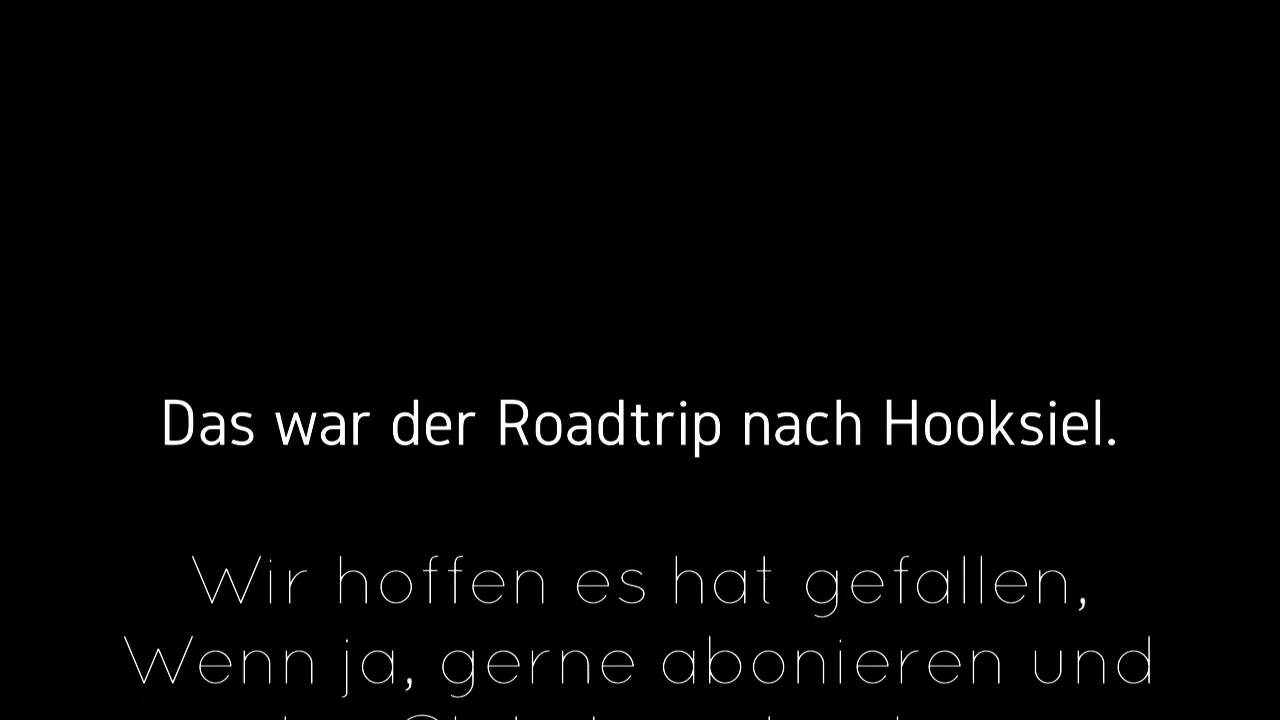 Das war der Roadtrip nach Hooksiel.
Wir hoffen es hat gefallen,
Wenn ja, gerne abonieren und